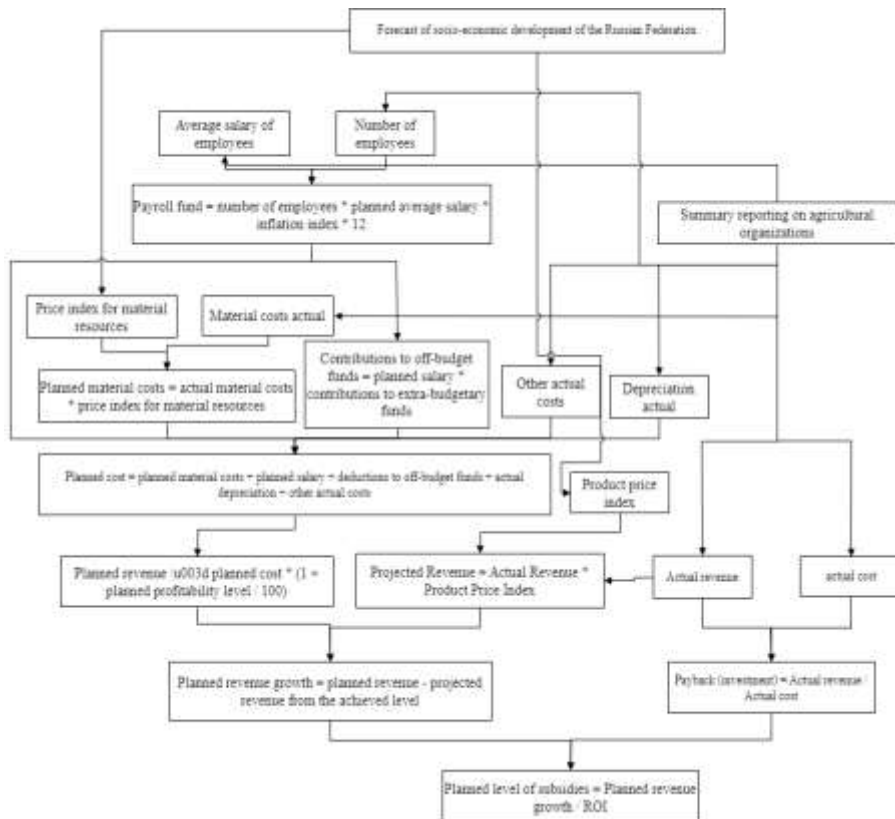 Forecast of socio-economic development of the Russian Federation
Average salary of
employees
Number of
employees
Payroll fund = number of employees * planned average salary *
inflation index * 12
Summary reporting on agricultural
organizations
Price index for material
resources
Material costs actual
Planned material costs = actual material costs
* price index for material resources
Contributions to off-budget
funds = planned salary *
contributions to extra-budgetary
funds
Other actual
costs
Depreciation
actual
Planned cost = planned material costs + planned salary + deductions to off-budget funds + actual
depreciation + other actual costs
Product price
index
Planned revenue \u003d planned cost * (1 +
planned profitability level / 100)
Projected Revenue = Actual Revenue *
Product Price Index
Actual revenue
actual cost
Planned revenue growth = planned revenue - projected
revenue from the achieved level
Payback (investment) = Actual revenue /
Actual cost
Planned level of subsidies = Planned revenue
growth / ROI